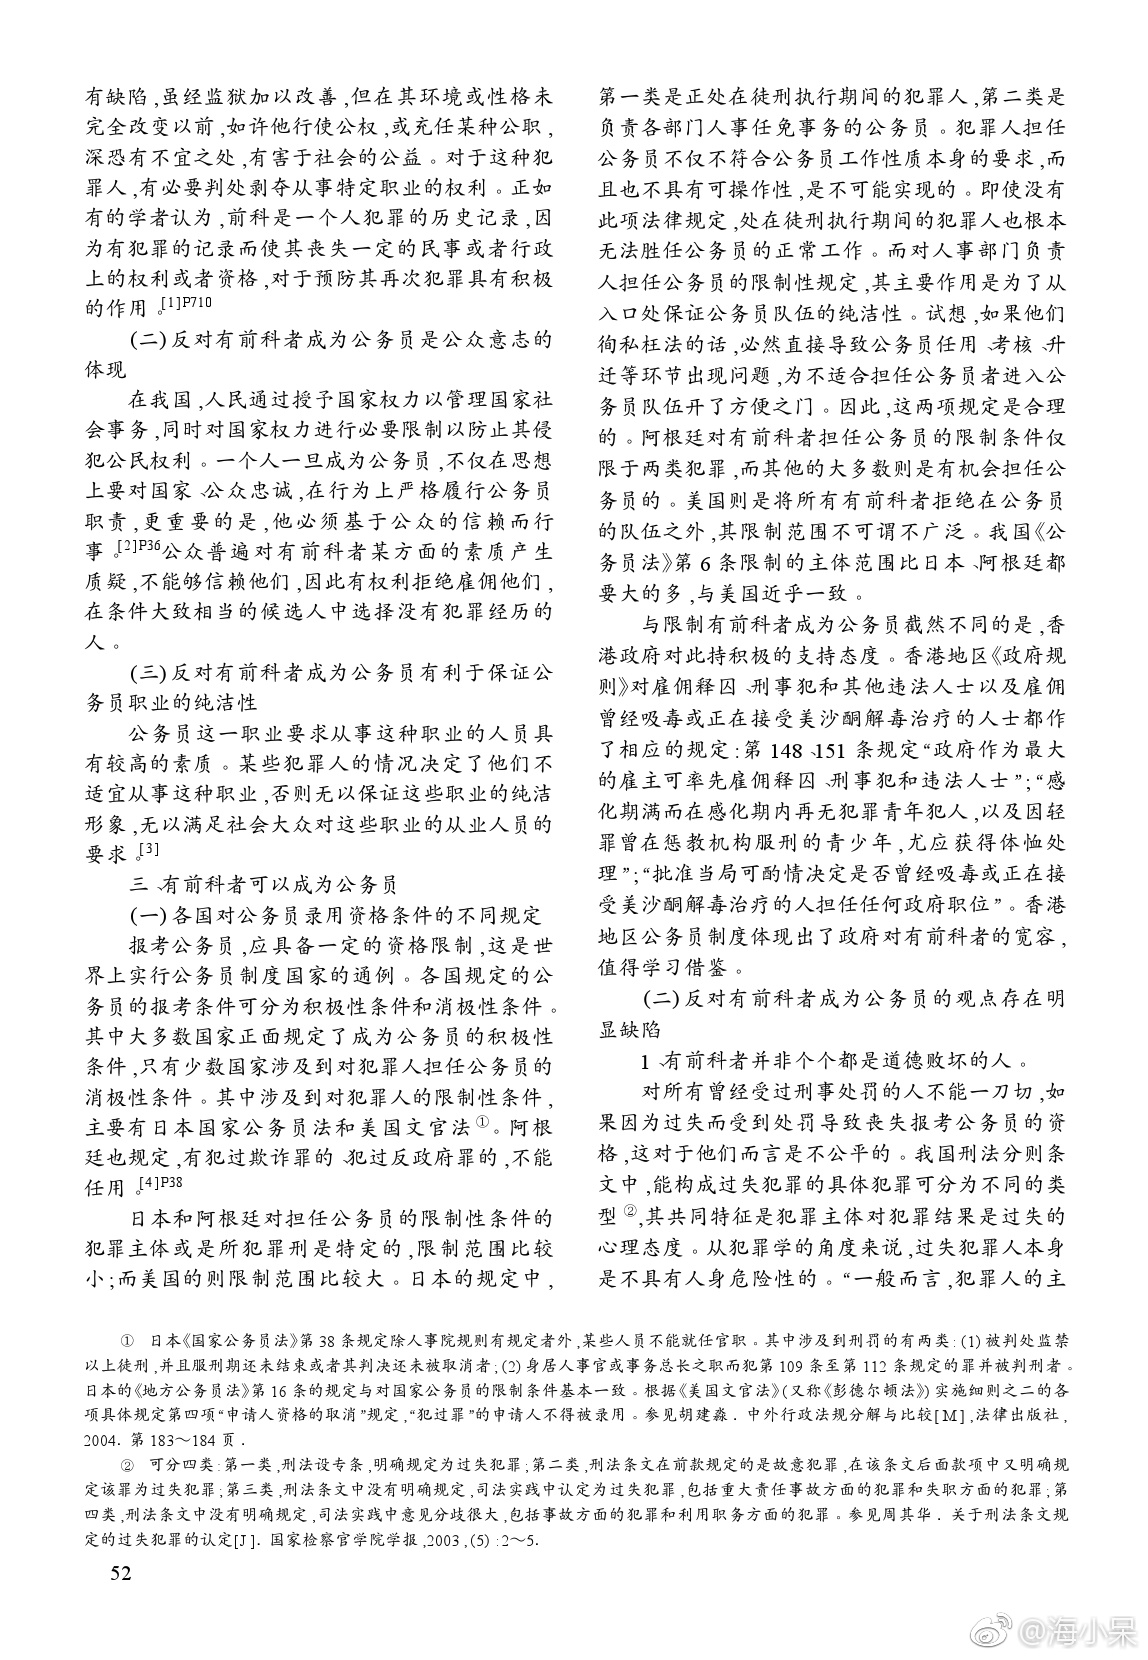 有缺陷,虽经监狱加以改善,但在其环境或性格未
完全改变以前,如许他行使公权,或充任某种公职,
深恐有不宜之处,有害于社会的公益。对于这种犯
罪人,有必要判处剥夺从事特定职业的权利。正如
有的学者认为,前科是一个人犯罪的历史记录,因
为有犯罪的记录而使其丧失一定的民事或者行政
上的权利或者资格,对于预防其再次犯罪具有积极
的作用。[1]P710
(二)反对有前科者成为公务员是公众意志的
体现
在我国,人民通过授予国家权力以管理国家社
会事务,同时对国家权力进行必要限制以防止其侵
犯公民权利。一个人一旦成为公务员,不仅在思想
上要对国家、公众忠诚,在行为上严格履行公务员
职责,更重要的是,他必须基于公众的信赖而行
事。[2]P36公众普遍对有前科者某方面的素质产生
质疑,不能够信赖他们,因此有权利拒绝雇佣他们,
在条件大致相当的候选人中选择没有犯罪经历的
人。
(三)反对有前科者成为公务员有利于保证公
务员职业的纯洁性
公务员这一职业要求从事这种职业的人员具
有较高的素质。某些犯罪人的情况决定了他们不
适宜从事这种职业,否则无以保证这些职业的纯洁
形象,无以满足社会大众对这些职业的从业人员的
要求。[3]
三、有前科者可以成为公务员
(一)各国对公务员录用资格条件的不同规定
报考公务员,应具备一定的资格限制,这是世
界上实行公务员制度国家的通例。各国规定的公
务员的报考条件可分为积极性条件和消极性条件。
其中大多数国家正面规定了成为公务员的积极性
条件,只有少数国家涉及到对犯罪人担任公务员的
消极性条件。其中涉及到对犯罪人的限制性条件,
主要有日本国家公务员法和美国文官法①。阿根
廷也规定,有犯过欺诈罪的、犯过反政府罪的,不能
任用。[4]P38
日本和阿根廷对担任公务员的限制性条件的
犯罪主体或是所犯罪刑是特定的,限制范围比较
小;而美国的则限制范围比较大。日本的规定中,
第一类是正处在徒刑执行期间的犯罪人,第二类是
负责各部门人事任免事务的公务员。犯罪人担任
公务员不仅不符合公务员工作性质本身的要求,而
且也不具有可操作性,是不可能实现的。即使没有
此项法律规定,处在徒刑执行期间的犯罪人也根本
无法胜任公务员的正常工作。而对人事部门负责
人担任公务员的限制性规定,其主要作用是为了从
入口处保证公务员队伍的纯洁性。试想,如果他们
徇私枉法的话,必然直接导致公务员任用、考核、升
迁等环节出现问题,为不适合担任公务员者进入公
务员队伍开了方便之门。因此,这两项规定是合理
的。阿根廷对有前科者担任公务员的限制条件仅
限于两类犯罪,而其他的大多数则是有机会担任公
务员的。美国则是将所有有前科者拒绝在公务员
的队伍之外,其限制范围不可谓不广泛。我国《公
务员法》第6条限制的主体范围比日本、阿根廷都
要大的多,与美国近乎一致。
与限制有前科者成为公务员截然不同的是,香
港政府对此持积极的支持态度。香港地区《政府规
则》对雇佣释囚、刑事犯和其他违法人士以及雇佣
曾经吸毒或正在接受美沙酮解毒治疗的人士都作
了相应的规定:第148、151条规定“政府作为最大
的雇主可率先雇佣释囚、刑事犯和违法人士”;“感
化期满而在感化期内再无犯罪青年犯人,以及因轻
罪曾在惩教机构服刑的青少年,尤应获得体恤处
理”;“批准当局可酌情决定是否曾经吸毒或正在接
受美沙酮解毒治疗的人担任任何政府职位”。香港
地区公务员制度体现出了政府对有前科者的宽容,
值得学习借鉴。
(二)反对有前科者成为公务员的观点存在明
显缺陷
1、有前科者并非个个都是道德败坏的人。
对所有曾经受过刑事处罚的人不能一刀切,如
果因为过失而受到处罚导致丧失报考公务员的资
格,这对于他们而言是不公平的。我国刑法分则条
文中,能构成过失犯罪的具体犯罪可分为不同的类
型②,其共同特征是犯罪主体对犯罪结果是过失的
心理态度。从犯罪学的角度来说,过失犯罪人本身
是不具有人身危险性的。“一般而言,犯罪人的主
① 日本《国家公务员法》第38条规定除人事院规则有规定者外,某些人员不能就任官职。其中涉及到刑罚的有两类:(1)被判处监禁
以上徒刑,并且服刑期还未结束或者其判决还未被取消者;(2)身居人事官或事务总长之职而犯第109条至第112条规定的罪并被判刑者。
日本的《地方公务员法》第16条的规定与对国家公务员的限制条件基本一致。根据《美国文官法》(又称《彭德尔顿法》)实施细则之二的各
项具体规定第四项“申请人资格的取消”规定,“犯过罪”的申请人不得被录用。参见胡建淼. 中外行政法规分解与比较[M],法律出版社,
2004. 第183～184页.
② 可分四类:第一类,刑法设专条,明确规定为过失犯罪;第二类,刑法条文在前款规定的是故意犯罪,在该条文后面款项中又明确规
定该罪为过失犯罪;第三类,刑法条文中没有明确规定,司法实践中认定为过失犯罪,包括重大责任事故方面的犯罪和失职方面的犯罪;第
四类,刑法条文中没有明确规定,司法实践中意见分歧很大,包括事故方面的犯罪和利用职务方面的犯罪。参见周其华. 关于刑法条文规
定的过失犯罪的认定[J]. 国家检察官学院学报,2003,(5):2～5.
52
@海小呆